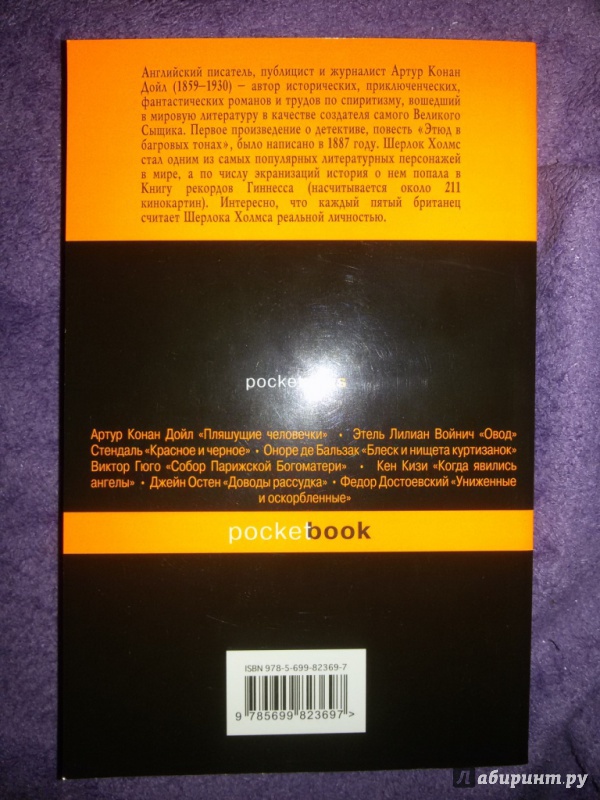 Английский писатель, публицист и журналист Артур Конан
Дойл (1859–1930) – автор исторических, приключенческих,
фантастических романов и трудов по спиритизму, вошедший
в мировую литературу в качестве создателя самого Великого
Сыщика. Первое произведение о детективе, повесть «Этюд в
багровых тонах», было написано в 1887 году. Шерлок Холмс
стал одним из самых популярных литературных персонажей
в мире, а по числу экранизаций история о нем попала в
Книгу рекордов Гиннесса (насчитывается около 211
кинокартин). Интересно, что каждый пятый британец
считает Шерлока Холмса реальной личностью.
Артур Конан Дойл «Пляшущие человечки» • Этель Лилиан Войнич «Овод»
Стендаль «Красное и черное» • Оноре де Бальзак «Блеск и нищета куртизанок»
Виктор Гюго «Собор Парижской Богоматери» • Кен Кизи «Когда явились
ангелы» • Джейн Остен «Доводы рассудка» • Федор Достоевский «Униженные
и оскорбленные»
pocketbook
ISBN 978-5-699-82369-7
9 785699 823697 >
Лабиринт.ру